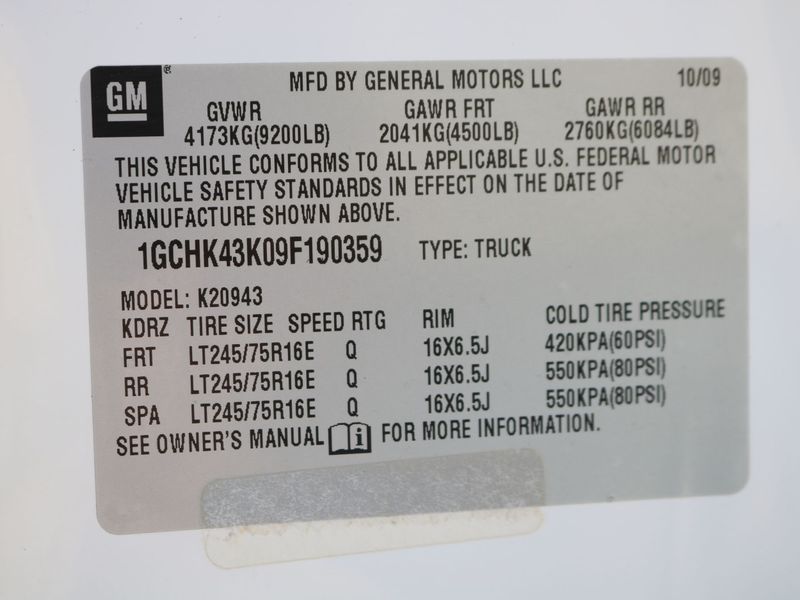 GM ® MFD BY GENERAL MOTORS LLC 10/09
GVWR GAWR FRT GAWR RR
4173KG(9200LB) 2041KG(4500LB) 2760KG(6084LB)
THIS VEHICLE CONFORMS TO ALL APPLICABLE U.S. FEDERAL MOTOR
VEHICLE SAFETY STANDARDS IN EFFECT ON THE DATE OF
MANUFACTURE SHOWN ABOVE.
1GCHK43K09F190359 TYPE: TRUCK
MODEL: K20943
KDRZ TIRE SIZE SPEED RTG RIM COLD TIRE PRESSURE
FRT LT245/75R16E Q 16X6.5J 420KPA(60PSI)
RR LT245/75R16E Q 16X6.5J 550KPA(80PSI)
SPA LT245/75R16E Q 16X6.5J 550KPA(80PSI)
SEE OWNER'S MANUAL i FOR MORE INFORMATION.